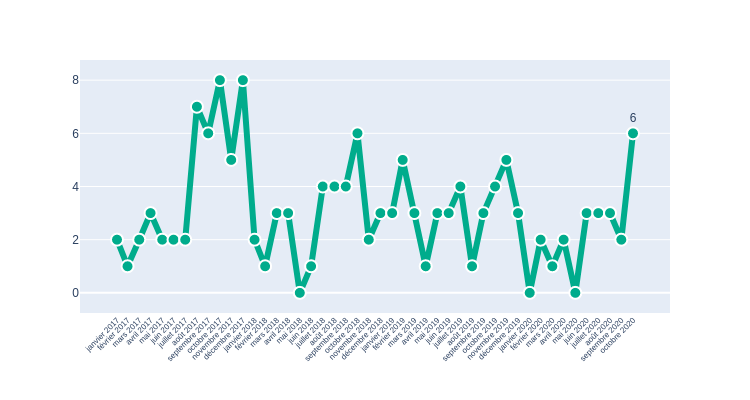 8
6
6
4
2
0
janvier 2017
février 2017
mars 2017
avril 2017
mai 2017
juin 2017
juillet 2017
août 2017
septembre 2017
octobre 2017
novembre 2017
décembre 2017
janvier 2018
février 2018
mars 2018
avril 2018
mai 2018
juin 2018
juillet 2018
août 2018
septembre 2018
octobre 2018
novembre 2018
décembre 2018
janvier 2019
février 2019
mars 2019
avril 2019
mai 2019
juin 2019
juillet 2019
août 2019
septembre 2019
octobre 2019
novembre 2019
décembre 2019
janvier 2020
février 2020
mars 2020
avril 2020
mai 2020
juin 2020
juillet 2020
août 2020
septembre 2020
octobre 2020